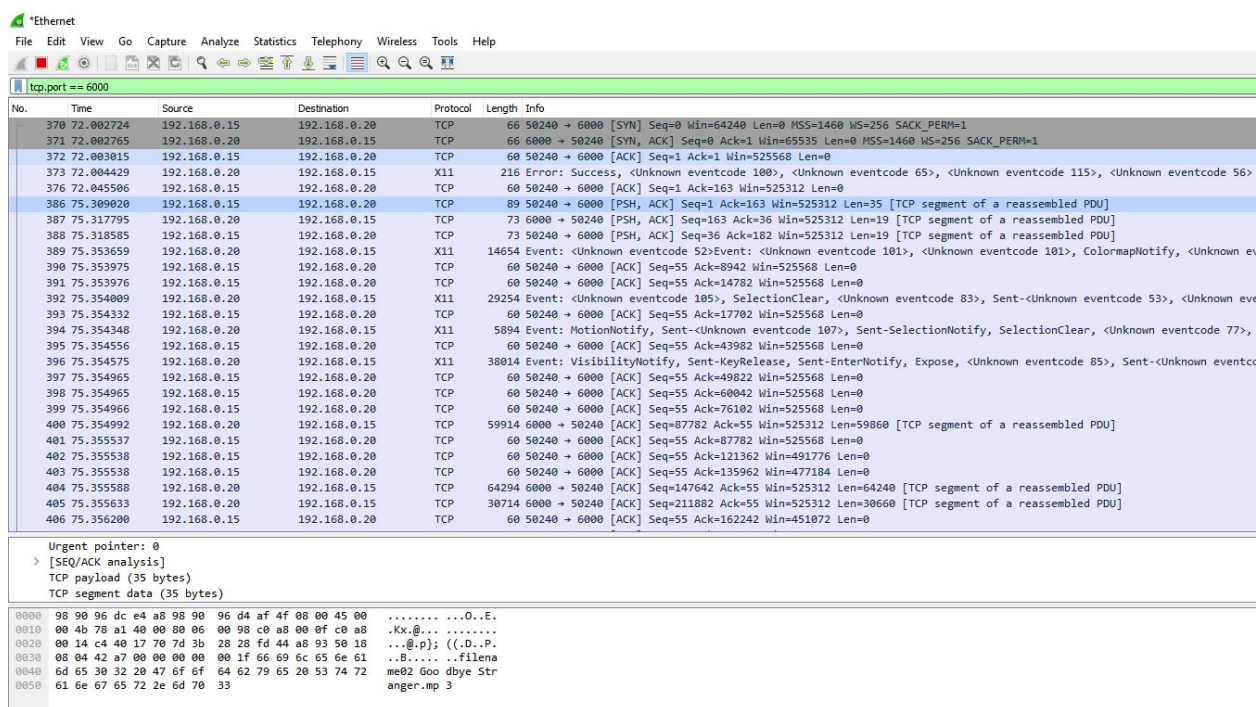 *Ethernet
File Edit View Go Capture Analyze Statistics Telephony Wireless Tools Help
tcp.port == 6000
No. Time Source Destination Protocol Length Info
370 72.002724 192.168.0.15 192.168.0.20 TCP 66 50240 → 6000 [SYN] Seq=0 Win=64240 Len=0 MSS=1460 WS=256 SACK_PERM=1
371 72.002765 192.168.0.20 192.168.0.15 TCP 66 6000 → 50240 [SYN, ACK] Seq=0 Ack=1 Win=65535 Len=0 MSS=1460 WS=256 SACK_PERM=1
372 72.003015 192.168.0.15 192.168.0.20 TCP 60 50240 → 6000 [ACK] Seq=1 Ack=1 Win=525568 Len=0
373 72.004429 192.168.0.20 192.168.0.15 X11 216 Error: Success, <Unknown eventcode 100>, <Unknown eventcode 65>, <Unknown eventcode 115>, <Unknown eventcode 56>
376 72.045506 192.168.0.15 192.168.0.20 TCP 60 50240 → 6000 [ACK] Seq=1 Ack=163 Win=525312 Len=0
386 75.309020 192.168.0.15 192.168.0.20 TCP 89 50240 → 6000 [PSH, ACK] Seq=1 Ack=163 Win=525312 Len=35 [TCP segment of a reassembled PDU]
387 75.317795 192.168.0.20 192.168.0.15 TCP 73 6000 → 50240 [PSH, ACK] Seq=163 Ack=36 Win=525312 Len=19 [TCP segment of a reassembled PDU]
388 75.318585 192.168.0.15 192.168.0.20 TCP 73 50240 → 6000 [PSH, ACK] Seq=36 Ack=182 Win=525312 Len=19 [TCP segment of a reassembled PDU]
389 75.353659 192.168.0.20 192.168.0.15 X11 14654 Event: <Unknown eventcode 52>Event: <Unknown eventcode 101>, <Unknown eventcode 101>, ColormapNotify, <Unknown ev
390 75.353975 192.168.0.15 192.168.0.20 TCP 60 50240 → 6000 [ACK] Seq=55 Ack=8942 Win=525568 Len=0
391 75.353976 192.168.0.15 192.168.0.20 TCP 60 50240 → 6000 [ACK] Seq=55 Ack=14782 Win=525568 Len=0
392 75.354009 192.168.0.20 192.168.0.15 X11 29254 Event: <Unknown eventcode 105>, SelectionClear, <Unknown eventcode 83>, Sent-<Unknown eventcode 53>, <Unknown eve
393 75.354332 192.168.0.15 192.168.0.20 TCP 60 50240 → 6000 [ACK] Seq=55 Ack=17702 Win=525568 Len=0
394 75.354348 192.168.0.20 192.168.0.15 X11 5894 Event: MotionNotify, Sent-<Unknown eventcode 107>, Sent-SelectionNotify, SelectionClear, <Unknown eventcode 77>,
395 75.354556 192.168.0.15 192.168.0.20 TCP 60 50240 → 6000 [ACK] Seq=55 Ack=43982 Win=525568 Len=0
396 75.354575 192.168.0.20 192.168.0.15 X11 38014 Event: VisibilityNotify, Sent-KeyRelease, Sent-EnterNotify, Expose, <Unknown eventcode 85>, Sent-<Unknown eventco
397 75.354965 192.168.0.15 192.168.0.20 TCP 60 50240 → 6000 [ACK] Seq=55 Ack=49822 Win=525568 Len=0
398 75.354965 192.168.0.15 192.168.0.20 TCP 60 50240 → 6000 [ACK] Seq=55 Ack=60042 Win=525568 Len=0
399 75.354966 192.168.0.15 192.168.0.20 TCP 60 50240 → 6000 [ACK] Seq=55 Ack=76102 Win=525568 Len=0
400 75.354992 192.168.0.20 192.168.0.15 TCP 59914 6000 → 50240 [ACK] Seq=87782 Ack=55 Win=525312 Len=59860 [TCP segment of a reassembled PDU]
401 75.355537 192.168.0.15 192.168.0.20 TCP 60 50240 → 6000 [ACK] Seq=55 Ack=87782 Win=525568 Len=0
402 75.355538 192.168.0.15 192.168.0.20 TCP 60 50240 → 6000 [ACK] Seq=55 Ack=121362 Win=491776 Len=0
403 75.355538 192.168.0.15 192.168.0.20 TCP 60 50240 → 6000 [ACK] Seq=55 Ack=135962 Win=477184 Len=0
404 75.355588 192.168.0.20 192.168.0.15 TCP 64294 6000 → 50240 [ACK] Seq=147642 Ack=55 Win=525312 Len=64240 [TCP segment of a reassembled PDU]
405 75.355633 192.168.0.20 192.168.0.15 TCP 30714 6000 → 50240 [ACK] Seq=211882 Ack=55 Win=525312 Len=30660 [TCP segment of a reassembled PDU]
406 75.356200 192.168.0.15 192.168.0.20 TCP 60 50240 → 6000 [ACK] Seq=55 Ack=162242 Win=451072 Len=0
Urgent pointer: 0
> [SEQ/ACK analysis]
TCP payload (35 bytes)
TCP segment data (35 bytes)
0000 98 90 96 dc e4 a8 98 90 96 d4 af 4f 08 00 45 00 ........ ...O..E.
0010 00 4b 78 a1 40 00 80 06 00 98 c0 a8 00 0f c0 a8 .Kx.@... ........
0020 00 14 c4 40 17 70 7d 3b 28 28 fd 44 a8 93 50 18 ...@.p}; ((.D..P.
0030 08 04 42 a7 00 00 00 00 00 1f 66 69 6c 65 6e 61 ..B..... ..filena
0040 6d 65 30 32 20 47 6f 6f 64 62 79 65 20 53 74 72 me02 Goo dbye Str
0050 61 6e 67 65 72 2e 6d 70 33 anger.mp 3